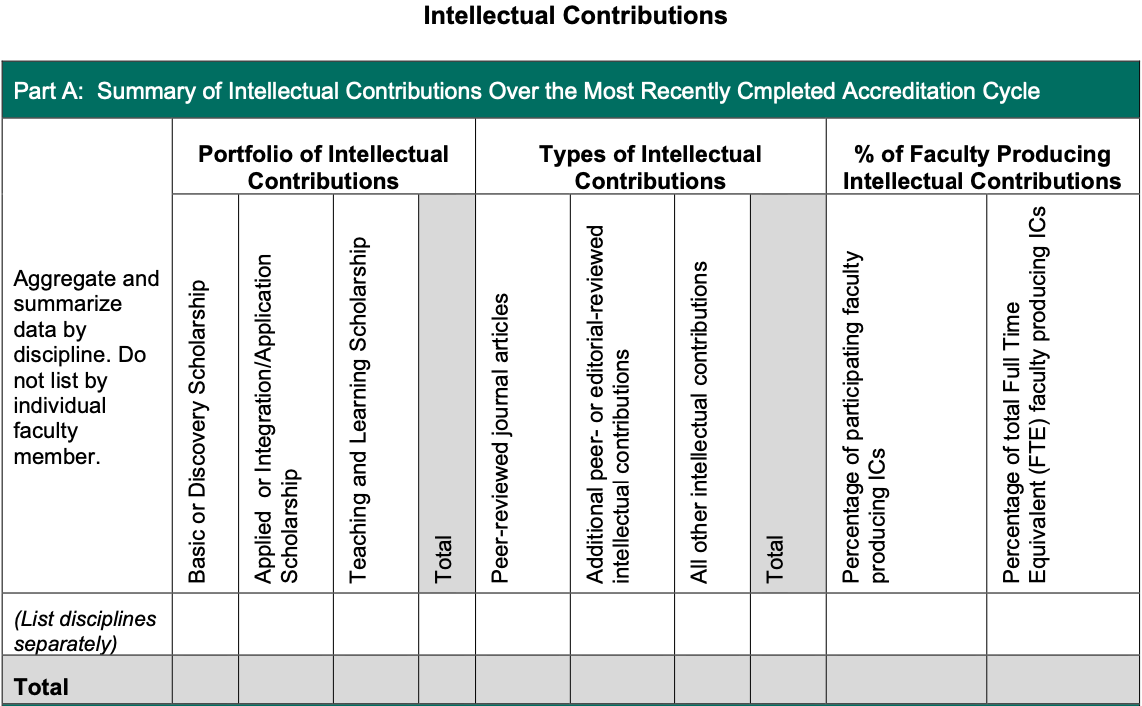 Intellectual Contributions
Part A:  Summary of Intellectual Contributions Over the Most Recently Cmpleted Accreditation Cycle
Aggregate and
summarize
data by
discipline. Do
not list by
individual
faculty
member.
Portfolio of Intellectual
Contributions
Types of Intellectual
Contributions
% of Faculty Producing
Intellectual Contributions
Basic or Discovery Scholarship
Applied  or Integration/Application
Scholarship
Teaching and Learning Scholarship
Total
Peer-reviewed journal articles
Additional peer- or editorial-reviewed
intellectual contributions
All other intellectual contributions
Total
Percentage of participating faculty
producing ICs
Percentage of total Full Time
Equivalent (FTE) faculty producing ICs
(List disciplines
separately)
Total